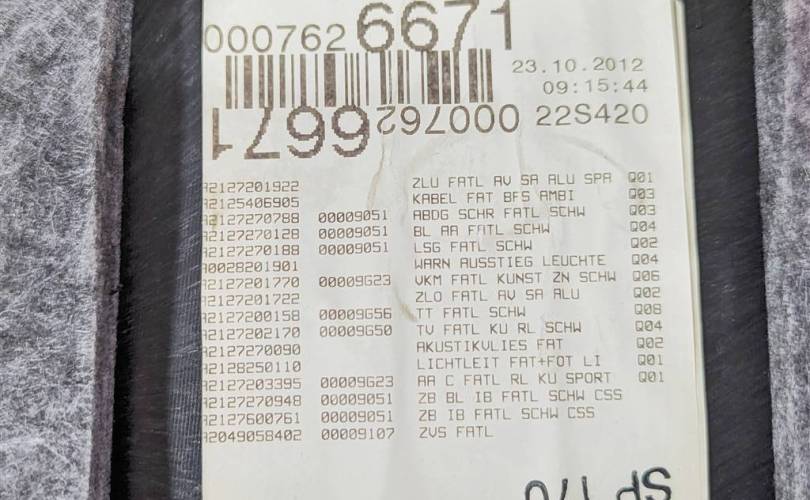 0007626671
23.10.2012
09:15:44
0007626671
22S420
A2127201922 ZLU FATL AV SA ALU SPA Q01
A2125406905 KABEL FAT BFS AMBI Q03
A2127270788 00009051 ABDG SCHR FATL SCHW Q03
A2127270128 00009051 BL AA FATL SCHW Q04
A2127270188 00009051 LSG FATL SCHW Q02
A0028201901 WARN AUSSTIEG LEUCHTE Q04
A2127201770 00009G23 VKM FATL KUNST ZN SCHW Q06
A2127201722 ZLO FATL AV SA ALU Q02
A2127200158 00009G56 TT FATL SCHW Q08
A2127202170 00009G50 TV FATL KU RL SCHW Q04
A2127270090 AKUSTIKVLIES FAT Q02
A2128250110 LICHTLEIT FAT+FOT LI Q01
A2127203395 00009G23 AA C FATL RL KU SPORT Q01
A2127270948 00009051 ZB BL IB FATL SCHW CSS
A2127600761 00009051 ZB IB FATL SCHW CSS
A2049058402 00009107 ZVS FATL